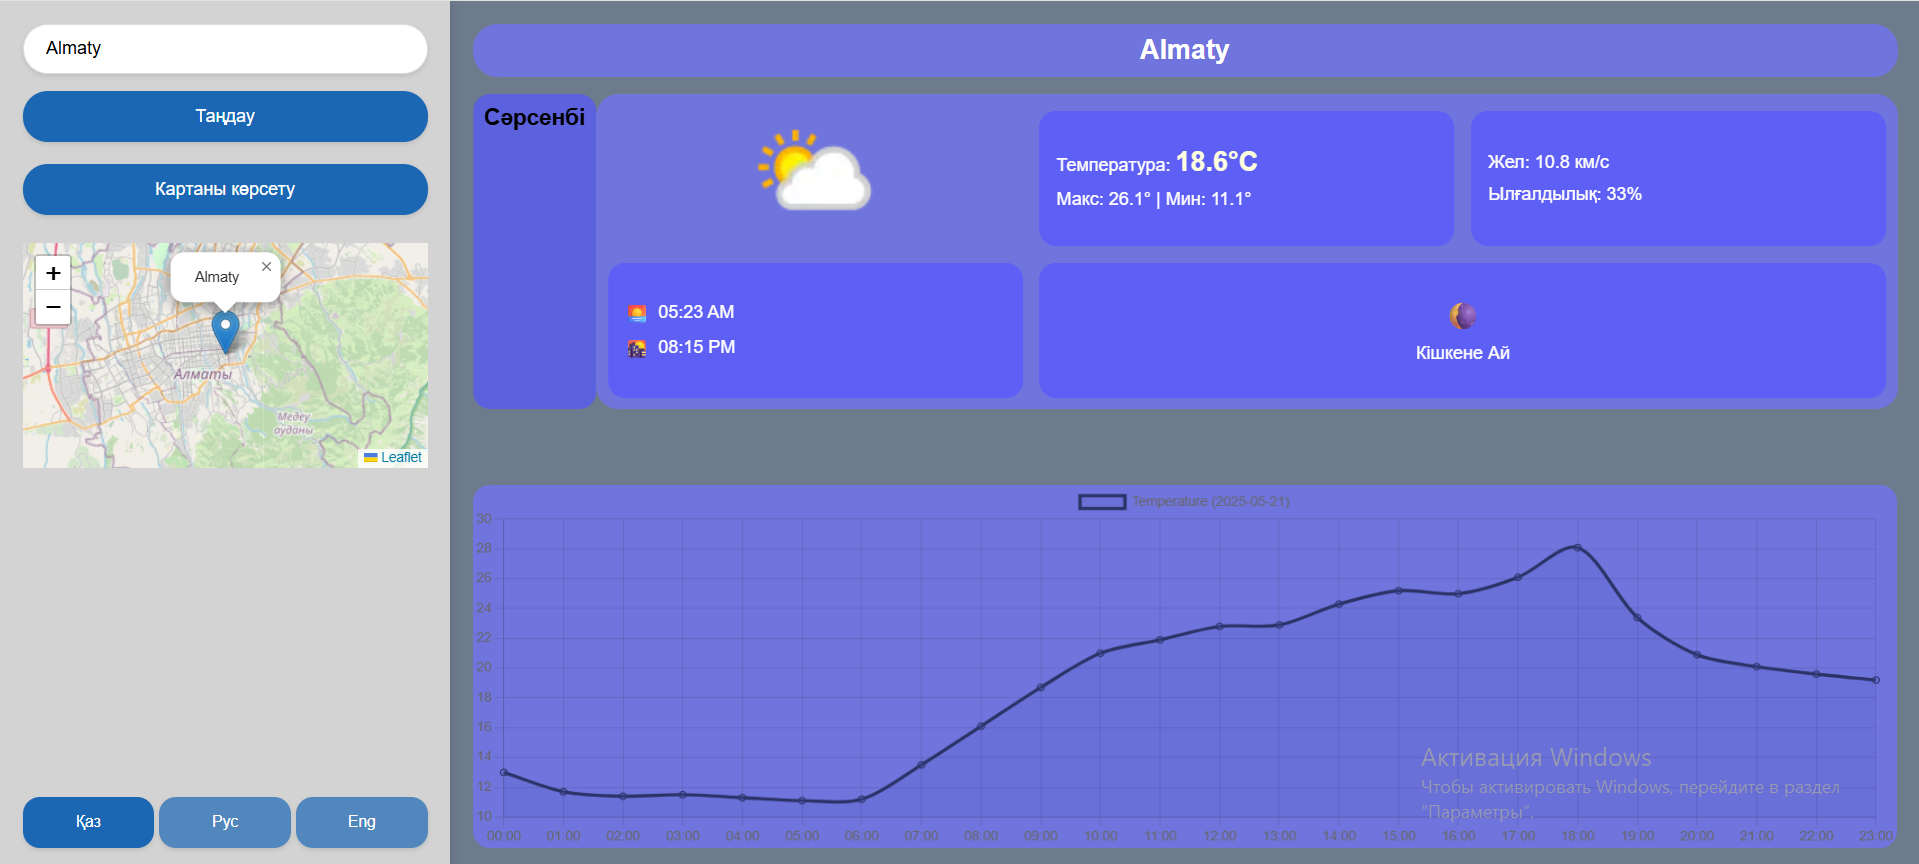 Almaty
Таңдау
Картаны көрсету
+
−
Almaty
×
Алматы
Медеу
ауданы
Leaflet
Қаз
Рус
Eng
Almaty
Сәрсенбі
Температура: 18.6°C
Макс: 26.1° | Мин: 11.1°
Жел: 10.8 км/с
Ылғалдылық: 33%
05:23 AM
08:15 PM
Кішкене Ай
Temperature (2025-05-21)
30
28
26
24
22
20
18
16
14
12
10
00:00 01:00 02:00 03:00 04:00 05:00 06:00 07:00 08:00 09:00 10:00 11:00 12:00 13:00 14:00 15:00 16:00 17:00 18:00 19:00 20:00 21:00 22:00 23:00
Активация Windows
Чтобы активировать Windows, перейдите в раздел
"Параметры".